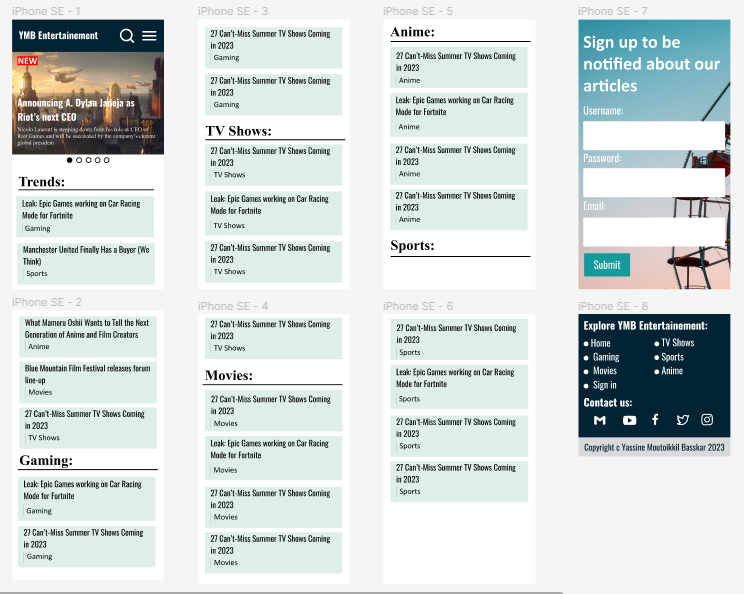 iPhone SE - 1
YMB Entertainement
NEW
Announcing A. Dylan Jadeja as
Riot's next CEO
Nicolo Laurent is stepping down from his role as CEO of
Riot Games and will be succeeded by the company's current
global president
Trends:
Leak: Epic Games working on Car Racing
Mode for Fortnite
Gaming
Manchester United Finally Has a Buyer (We
Think)
Sports
iPhone SE - 2
What Mamoru Oshii Wants to Tell the Next
Generation of Anime and Film Creators
Anime
Blue Mountain Film Festival releases forum
line-up
Movies
27 Can't-Miss Summer TV Shows Coming
in 2023
TV Shows
Gaming:
Leak: Epic Games working on Car Racing
Mode for Fortnite
Gaming
27 Can't-Miss Summer TV Shows Coming
in 2023
Gaming
iPhone SE - 3
27 Can't-Miss Summer TV Shows Coming
in 2023
Gaming
27 Can't-Miss Summer TV Shows Coming
in 2023
Gaming
TV Shows:
27 Can't-Miss Summer TV Shows Coming
in 2023
TV Shows
Leak: Epic Games working on Car Racing
Mode for Fortnite
TV Shows
27 Can't-Miss Summer TV Shows Coming
in 2023
TV Shows
iPhone SE - 4
27 Can't-Miss Summer TV Shows Coming
in 2023
TV Shows
Movies:
27 Can't-Miss Summer TV Shows Coming
in 2023
Movies
Leak: Epic Games working on Car Racing
Mode for Fortnite
Movies
27 Can't-Miss Summer TV Shows Coming
in 2023
Movies
27 Can't-Miss Summer TV Shows Coming
in 2023
Movies
iPhone SE - 5
Anime:
27 Can't-Miss Summer TV Shows Coming
in 2023
Anime
Leak: Epic Games working on Car Racing
Mode for Fortnite
Anime
27 Can't-Miss Summer TV Shows Coming
in 2023
Anime
27 Can't-Miss Summer TV Shows Coming
in 2023
Anime
Sports:
iPhone SE - 6
27 Can't-Miss Summer TV Shows Coming
in 2023
Sports
Leak: Epic Games working on Car Racing
Mode for Fortnite
Sports
27 Can't-Miss Summer TV Shows Coming
in 2023
Sports
27 Can't-Miss Summer TV Shows Coming
in 2023
Sports
iPhone SE - 7
Sign up to be
notified about our
articles
Username:
Password:
Email:
Submit
iPhone SE - 8
Explore YMB Entertainement:
Home
TV Shows
Gaming
Sports
Movies
Anime
Sign in
Contact us:
Copyright c Yassine Moutoikkil Basskar 2023